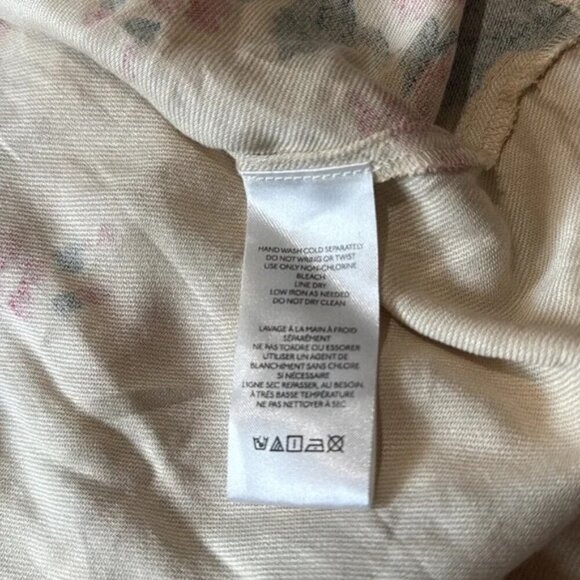 HAND WASH COLD SEPARATELY
DO NOT WRING OR TWIST
USE ONLY NON-CHLORINE
BLEACH
LINE DRY
LOW IRON AS NEEDED
DO NOT DRY CLEAN
LAVAGE À LA MAIN À FROID
SÉPARÉMENT
NE PAS TOADRE OU ESSORER
UTILISER UN AGENT DE
BLANCHIMENT SANS CHLORE
SI NÉCESSAIRE
LIGNE SEC REPASSER, AU BESOIN,
À TRÈS BASSE TEMPÉRATURE
NE PAS NETTOYER À SEC